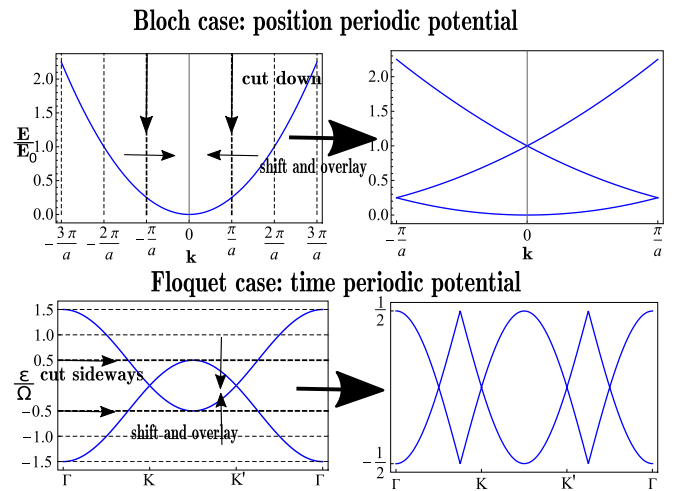 Bloch case: position periodic potential
2.0
1.5
1.0
0.5
0.0
E/E₀
cut down
shift and overlay
-3π/a -2π/a -π/a 0 π/a 2π/a 3π/a
k
2.0
1.5
1.0
0.5
0.0
-π/a 0 π/a
k
Floquet case: time periodic potential
1.5
1.0
0.5
-0.5
-1.0
-1.5
ε/Ω
cut sideways
shift and overlay
Γ K K' Γ
1/2
-1/2
Γ K K' Γ